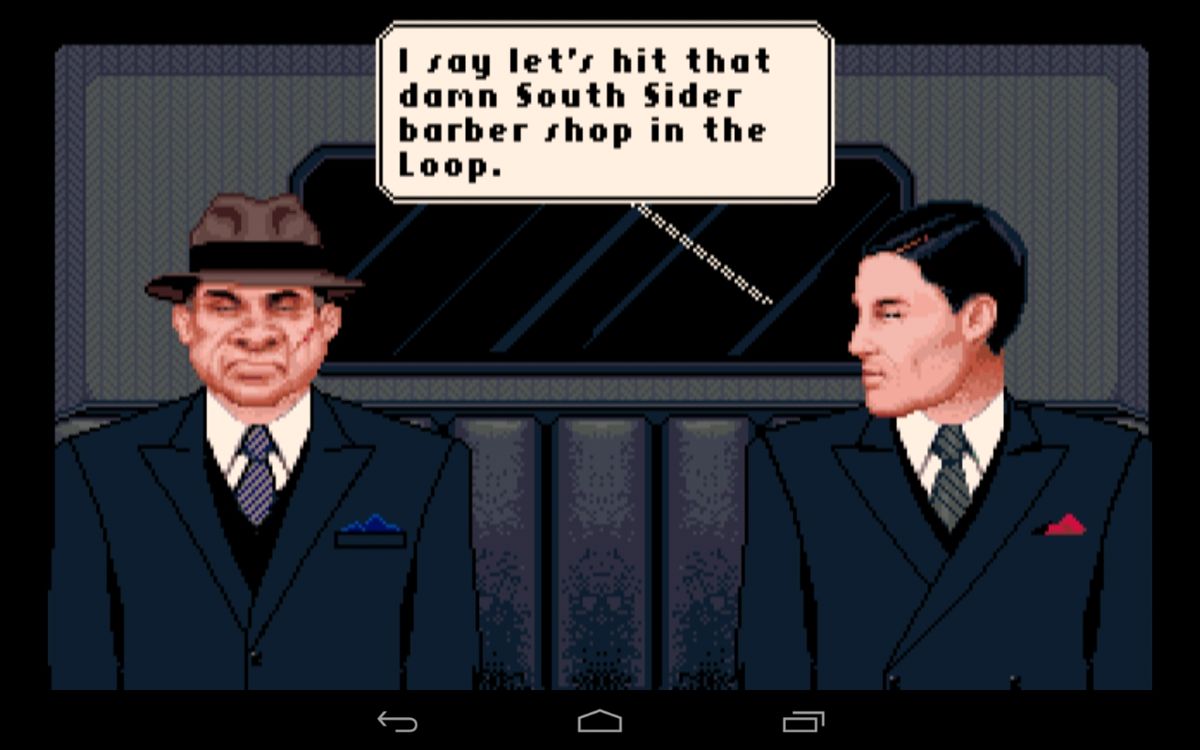 I say let's hit that
damn South Sider
barber shop in the
Loop.